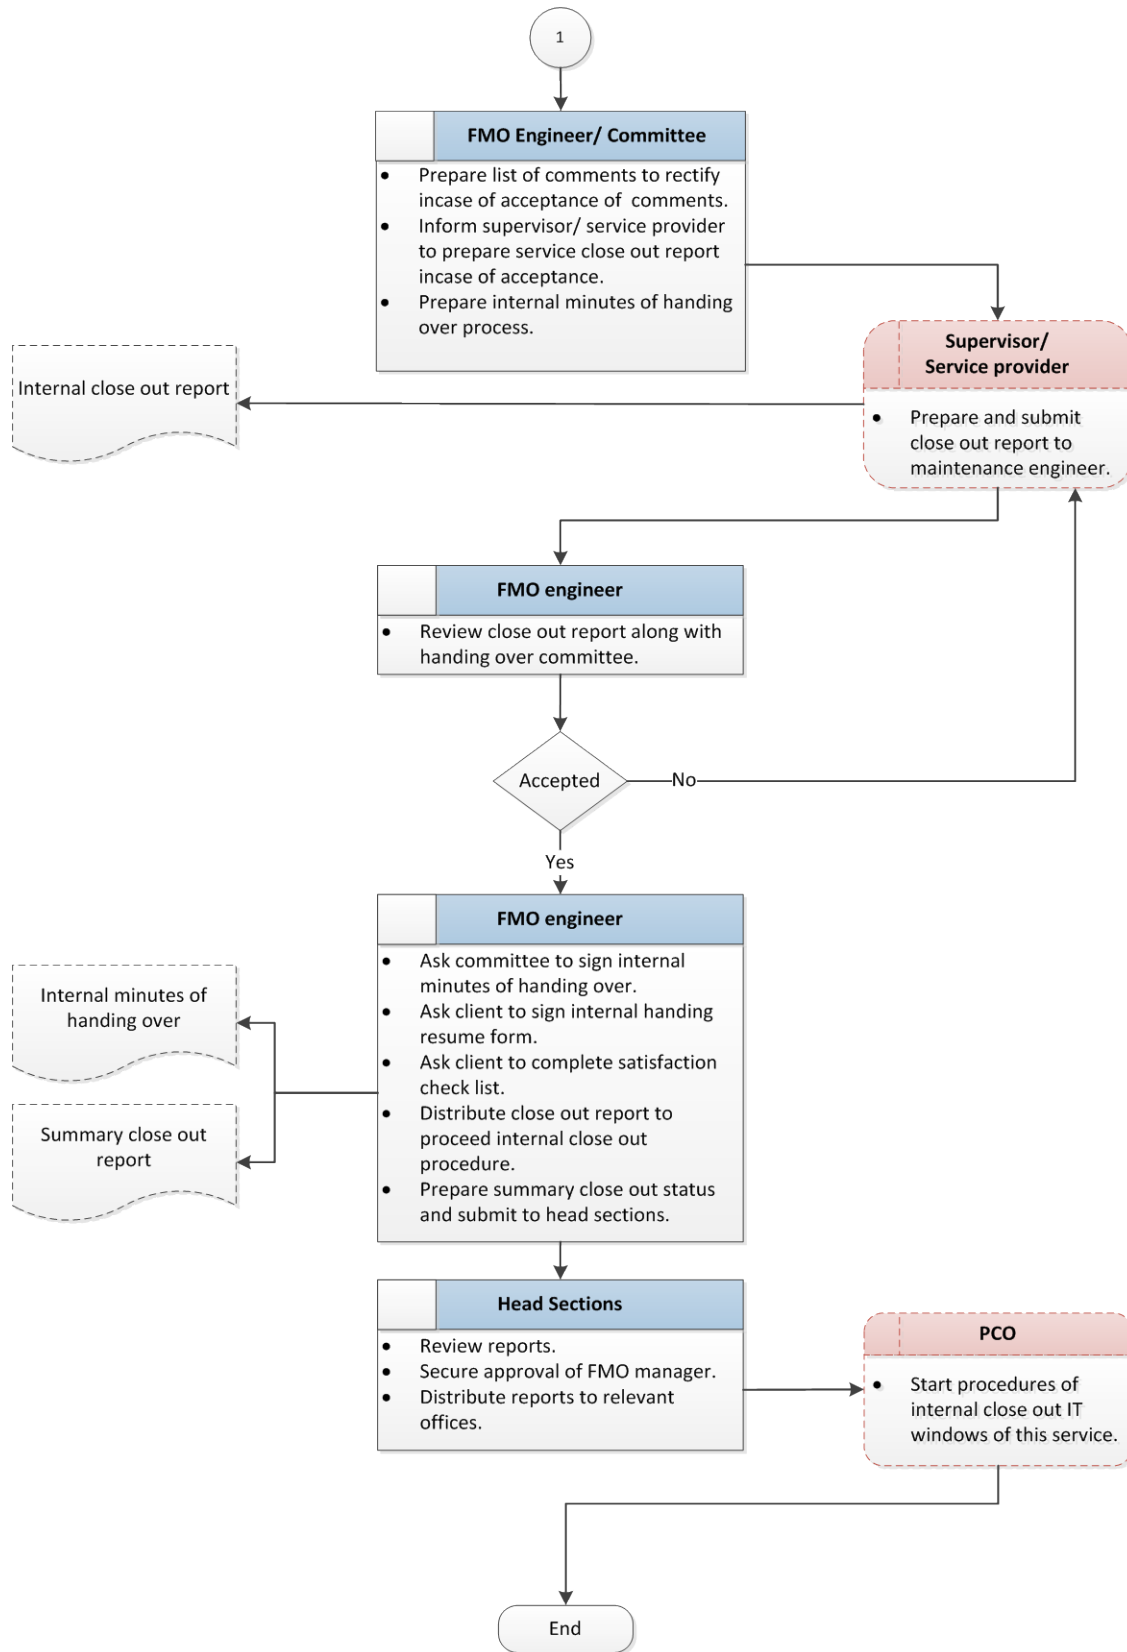 1
FMO Engineer/ Committee
• Prepare list of comments to rectify
incase of acceptance of comments.
• Inform supervisor/ service provider
to prepare service close out report
incase of acceptance.
• Prepare internal minutes of handing
over process.
Supervisor/
Service provider
• Prepare and submit
close out report to
maintenance engineer.
Internal close out report
FMO engineer
• Review close out report along with
handing over committee.
Accepted
No
Yes
FMO engineer
• Ask committee to sign internal
minutes of handing over.
• Ask client to sign internal handing
resume form.
• Ask client to complete satisfaction
check list.
• Distribute close out report to
proceed internal close out
procedure.
• Prepare summary close out status
and submit to head sections.
Internal minutes of
handing over
Summary close out
report
Head Sections
• Review reports.
• Secure approval of FMO manager.
• Distribute reports to relevant
offices.
PCO
• Start procedures of
internal close out IT
windows of this service.
End